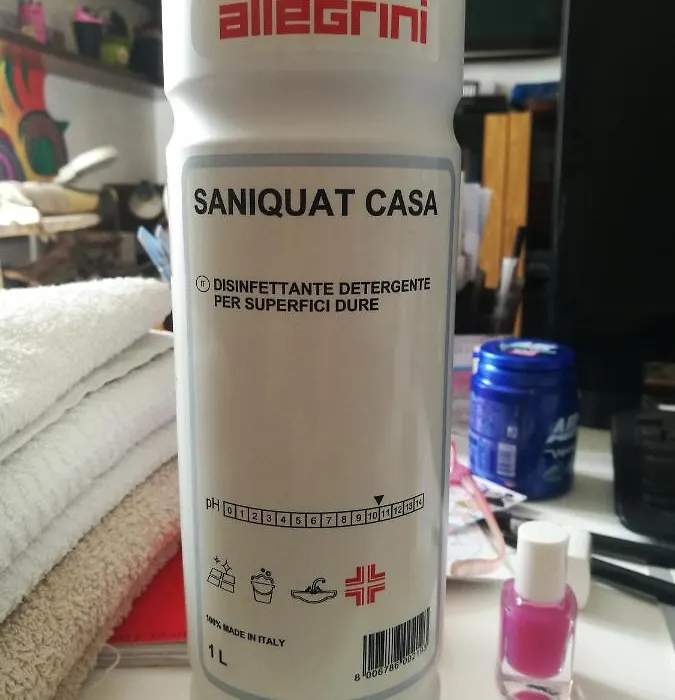 allegrini
SANIQUAT CASA
IT DISINFETTANTE DETERGENTE
PER SUPERFICI DURE
pH 0 1 2 3 4 5 6 7 8 9 10 11 12 13 14
100% MADE IN ITALY
1 L